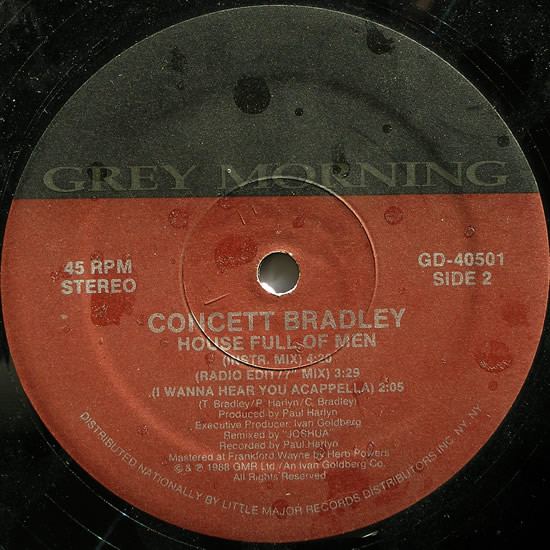 GREY MORNING
45 RPM
STEREO
GD-40501
SIDE 2
CONCETT BRADLEY
HOUSE FULL OF MEN
(INSTR. MIX) 4:20
(RADIO EDIT/7" MIX) 3:29
(I WANNA HEAR YOU ACAPPELLA) 2:05
(T. Bradley/P. Harlyn/C. Bradley)
Produced by Paul Harlyn
Executive Producer: Ivan Goldberg
Remixed by "JOSHUA"
Recorded by Paul Harlyn
Mastered at Frankford Wayne by Herb Powers
© & ℗ 1988 GMR Ltd / An Ivan Goldberg Co.
All Rights Reserved
DISTRIBUTED NATIONALLY BY LITTLE MAJOR RECORDS DISTRIBUTORS INC. NY, NY